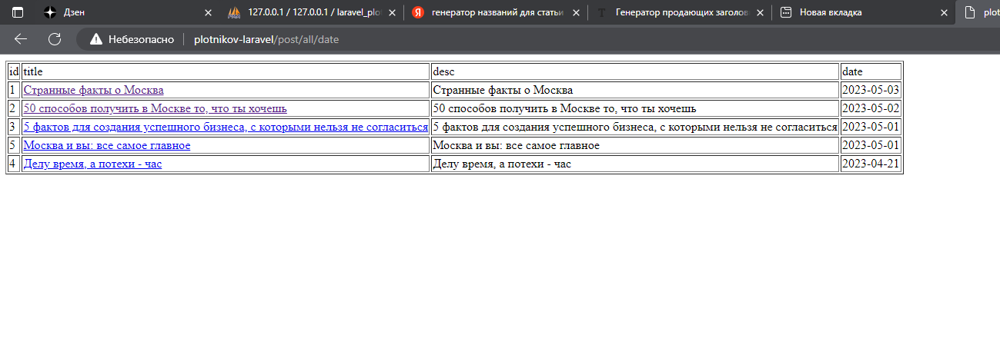 Дзен
127.0.0.1 / 127.0.0.1 / laravel_plot
генератор названий для статьи
Генератор продающих заголов
Новая вкладка
plot
Небезопасно plotnikov-laravel/post/all/date
id title desc date
1 Странные факты о Москва Странные факты о Москва 2023-05-03
2 50 способов получить в Москве то, что ты хочешь 50 способов получить в Москве то, что ты хочешь 2023-05-02
3 5 фактов для создания успешного бизнеса, с которыми нельзя не согласиться 5 фактов для создания успешного бизнеса, с которыми нельзя не согласиться 2023-05-01
5 Москва и вы: все самое главное Москва и вы: все самое главное 2023-05-01
4 Делу время, а потехи - час Делу время, а потехи - час 2023-04-21